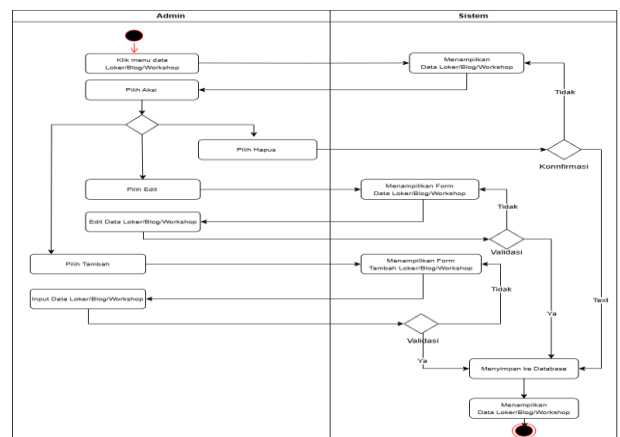 Admin
Sistem
Klik menu data
Loker/Blog/Workshop
Menampilkan
Data Loker/Blog/Workshop
Pilih Aksi
Tidak
Pilih Hapus
Konnfirmasi
Pilih Edit
Menampilkan Form
Data Loker/Blog/Workshop
Tidak
Edit Data Loker/Blog/Workshop
Validasi
Pilih Tambah
Menampillkan Form
Tambah Loker/Blog/Workshop
Tidak
Input Data Loker/Blog/Workshop
Text
Ya
Validasi
Ya
Menyimpan ke Database
Menampilkan
Data Loker/Blog/Workshop